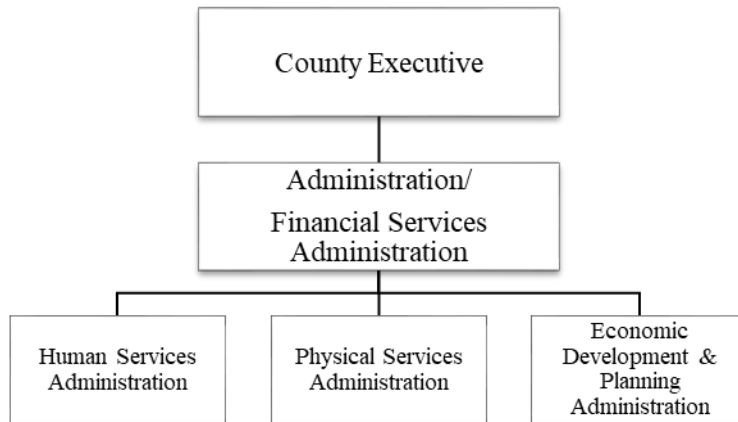 County Executive
Administration/
Financial Services
Administration
Human Services
Administration
Physical Services
Administration
Economic
Development &
Planning
Administration